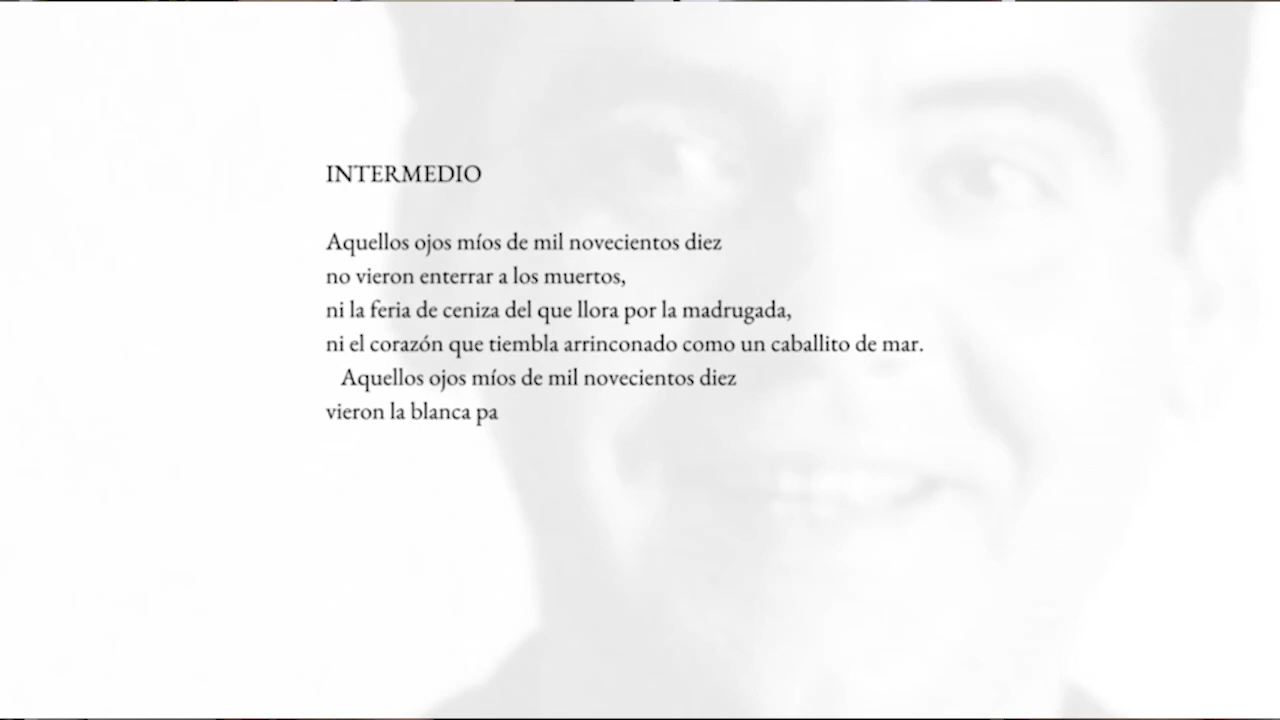 INTERMEDIO
Aquellos ojos míos de mil novecientos diez
no vieron enterrar a los muertos,
ni la feria de ceniza del que llora por la madrugada,
ni el corazón que tiembla arrinconado como un caballito de mar.
Aquellos ojos míos de mil novecientos diez
vieron la blanca pa